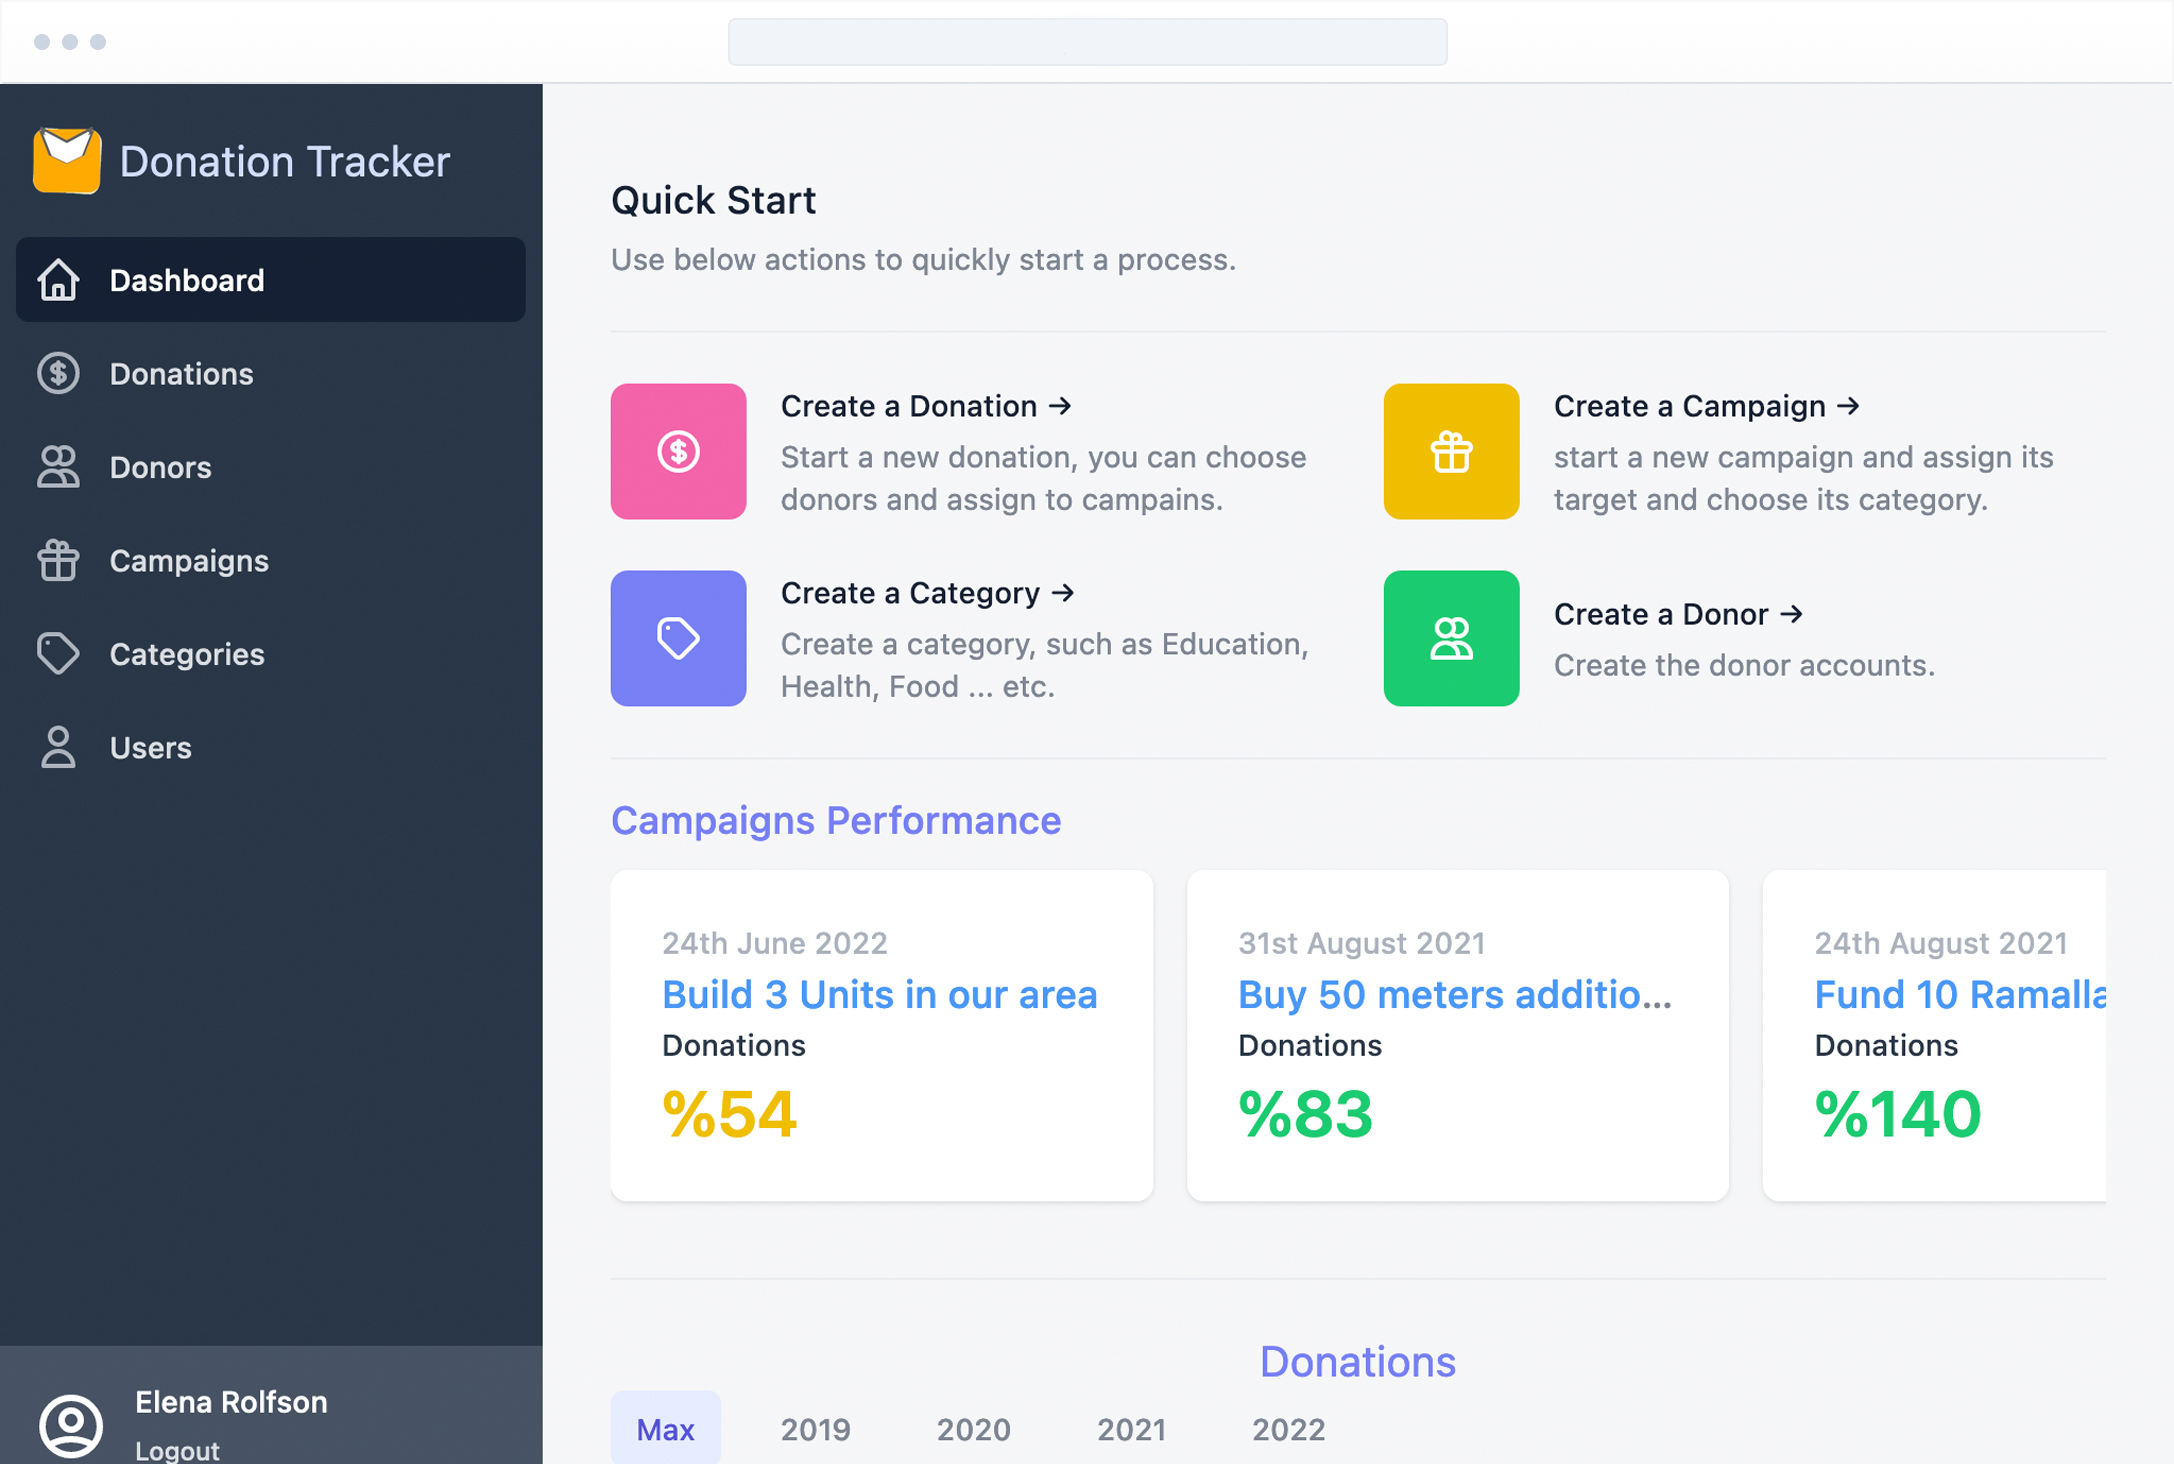 Donation Tracker
Dashboard
Donations
Donors
Campaigns
Categories
Users
Elena Rolfson
Logout
Quick Start
Use below actions to quickly start a process.
Create a Donation →
Start a new donation, you can choose
donors and assign to campains.
Create a Campaign →
start a new campaign and assign its
target and choose its category.
Create a Category →
Create a category, such as Education,
Health, Food ... etc.
Create a Donor →
Create the donor accounts.
Campaigns Performance
24th June 2022
Build 3 Units in our area
Donations
%54
31st August 2021
Buy 50 meters additio...
Donations
%83
24th August 2021
Fund 10 Ramalla
Donations
%140
Donations
Max 2019 2020 2021 2022